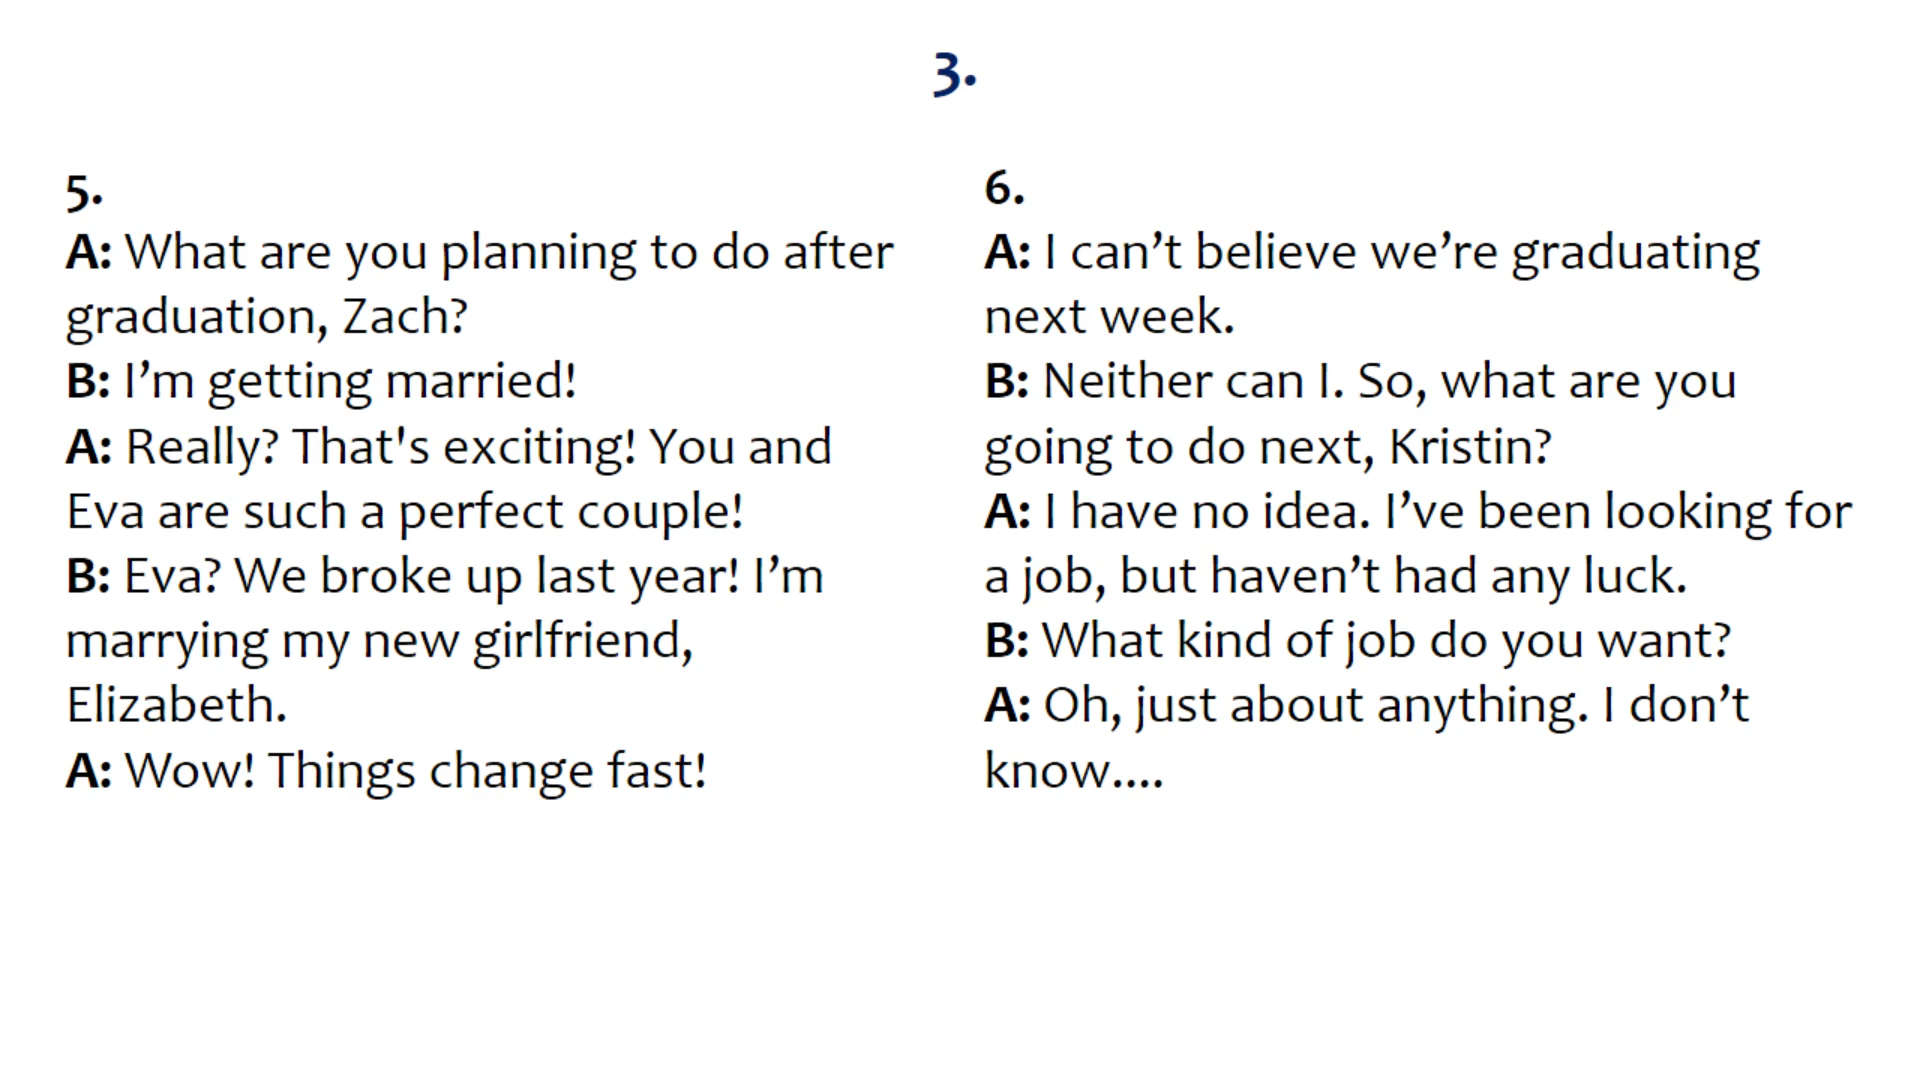 3.
5.
A: What are you planning to do after
graduation, Zach?
B: I’m getting married!
A: Really? That's exciting! You and
Eva are such a perfect couple!
B: Eva? We broke up last year! I’m
marrying my new girlfriend,
Elizabeth.
A: Wow! Things change fast!
6.
A: I can’t believe we’re graduating
next week.
B: Neither can I. So, what are you
going to do next, Kristin?
A: I have no idea. I’ve been looking for
a job, but haven’t had any luck.
B: What kind of job do you want?
A: Oh, just about anything. I don’t
know....